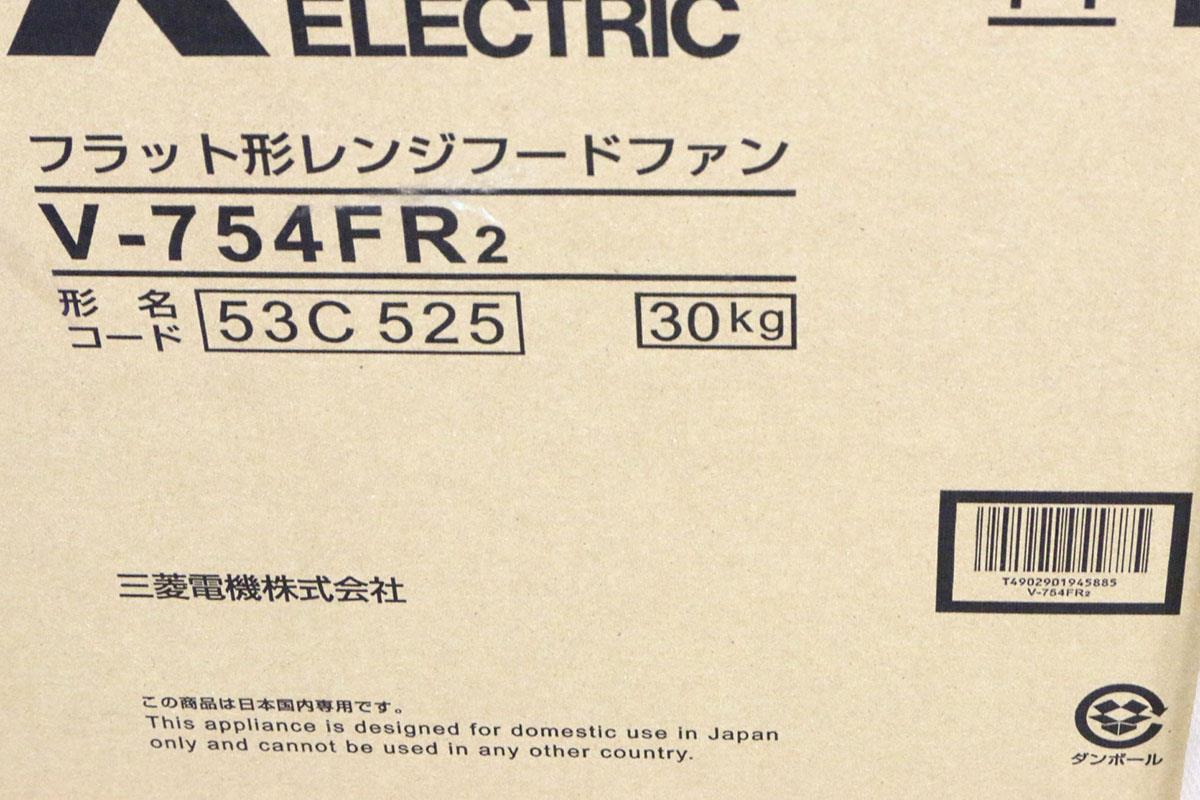 ELECTRIC
フラット形レンジフードファン
V-754FR2
形名 53C 525 30kg
コード
三菱電機株式会社
T4902901945885
V-754FR2
この商品は日本国内専用です。
This appliance is designed for domestic use in Japan
only and cannot be used in any other country.
ダンボール